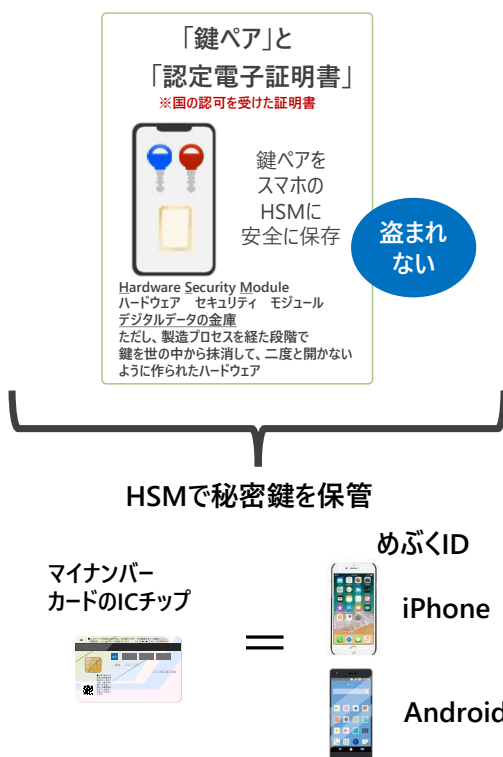 「鍵ペア」と
「認定電子証明書」
※国の認可を受けた証明書
鍵ペアを
スマホの
HSMに
安全に保存
盗まれ
ない
Hardware Security Module
ハードウェア セキュリティ モジュール
デジタルデータの金庫
ただし、製造プロセスを経た段階で
鍵を世の中から抹消して、二度と開かない
ように作られたハードウェア
HSMで秘密鍵を保管
めぶくID
マイナンバー
カードのICチップ
＝
iPhone
Android